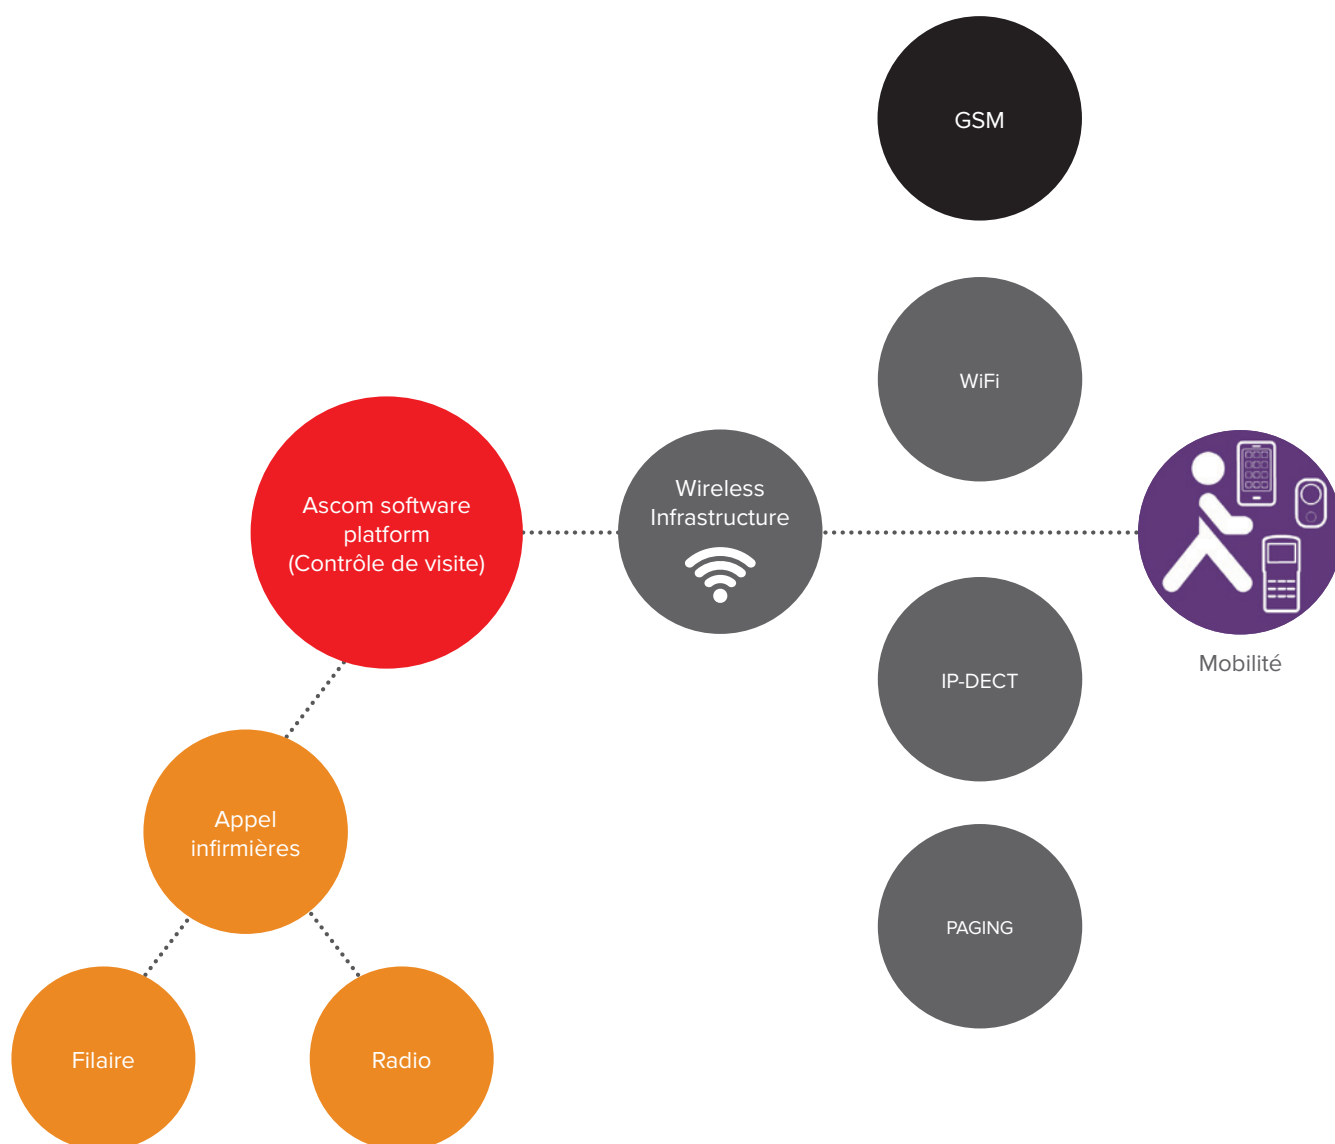 GSM
WiFi
Ascom software
platform
(Contrôle de visite)
Wireless
Infrastructure
Mobilité
IP-DECT
Appel
infirmières
PAGING
Filaire
Radio